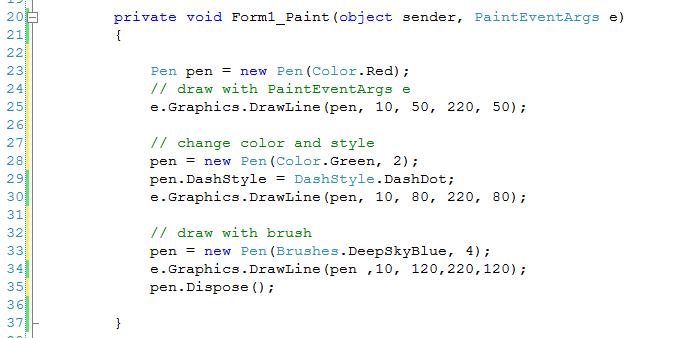 20 private void Form1_Paint(object sender, PaintEventArgs e)
21 {
22
23 Pen pen = new Pen(Color.Red);
24 // draw with PaintEventArgs e
25 e.Graphics.DrawLine(pen, 10, 50, 220, 50);
26
27 // change color and style
28 pen = new Pen(Color.Green, 2);
29 pen.DashStyle = DashStyle.DashDot;
30 e.Graphics.DrawLine(pen, 10, 80, 220, 80);
31
32 // draw with brush
33 pen = new Pen(Brushes.DeepSkyBlue, 4);
34 e.Graphics.DrawLine(pen ,10, 120,220,120);
35 pen.Dispose();
36
37 }